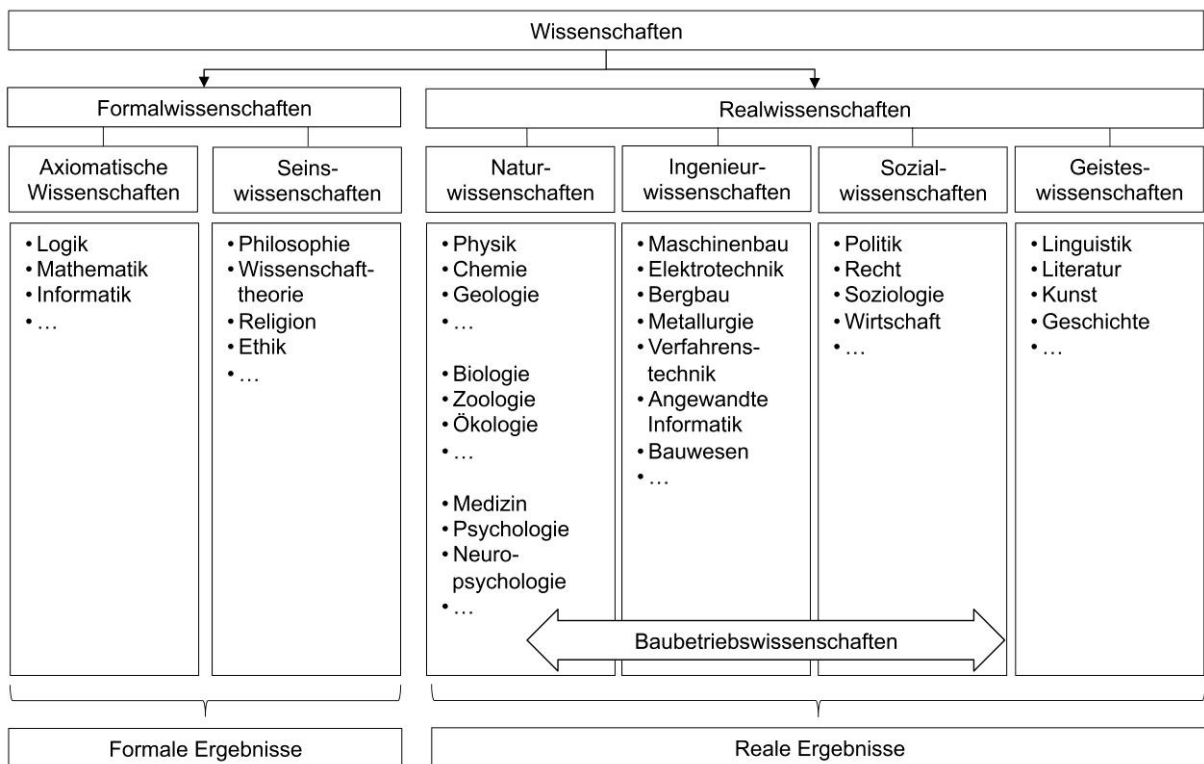 Wissenschaften
Formalwissenschaften
Realwissenschaften
Axiomatische
Wissenschaften
Seins-
wissenschaften
Natur-
wissenschaften
Ingenieur-
wissenschaften
Sozial-
wissenschaften
Geistes-
wissenschaften
• Logik
• Mathematik
• Informatik
• …
• Philosophie
• Wissenschaft-
theorie
• Religion
• Ethik
• …
• Physik
• Chemie
• Geologie
• …
• Biologie
• Zoologie
• Ökologie
• …
• Medizin
• Psychologie
• Neuro-
psychologie
• …
• Maschinenbau
• Elektrotechnik
• Bergbau
• Metallurgie
• Verfahrens-
technik
• Angewandte
Informatik
• Bauwesen
• …
• Politik
• Recht
• Soziologie
• Wirtschaft
• …
• Linguistik
• Literatur
• Kunst
• Geschichte
• …
Baubetriebswissenschaften
Formale Ergebnisse
Reale Ergebnisse